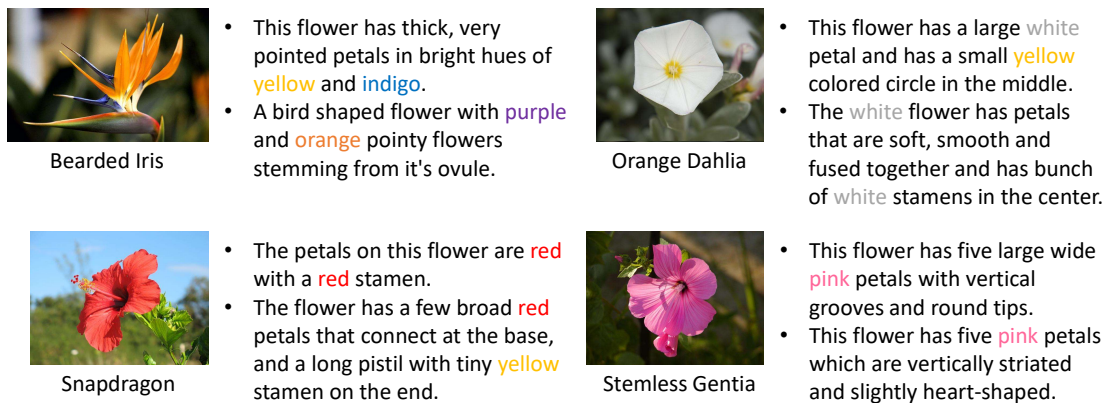 • This flower has thick, very
pointed petals in bright hues of
yellow and indigo.
• A bird shaped flower with purple
and orange pointy flowers
stemming from it's ovule.
Bearded Iris
• This flower has a large white
petal and has a small yellow
colored circle in the middle.
• The white flower has petals
that are soft, smooth and
fused together and has bunch
of white stamens in the center.
Orange Dahlia
• The petals on this flower are red
with a red stamen.
• The flower has a few broad red
petals that connect at the base,
and a long pistil with tiny yellow
stamen on the end.
Snapdragon
• This flower has five large wide
pink petals with vertical
grooves and round tips.
• This flower has five pink petals
which are vertically striated
and slightly heart-shaped.
Stemless Gentia